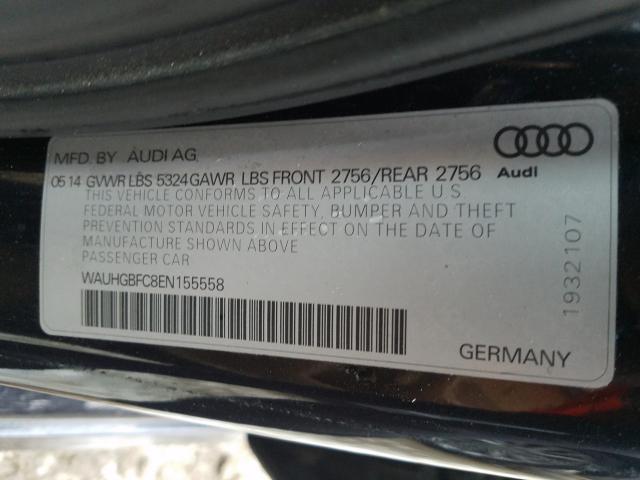 MFD. BY AUDI AG
05 14 GVWR LBS 5324 GAWR LBS FRONT 2756/REAR 2756
Audi
THIS VEHICLE CONFORMS TO ALL APPLICABLE U S
FEDERAL MOTOR VEHICLE SAFETY, BUMPER AND THEFT
PREVENTION STANDARDS IN EFFECT ON THE DATE OF
MANUFACTURE SHOWN ABOVE
PASSENGER CAR
WAUHGBFC8EN155558
1932107
GERMANY